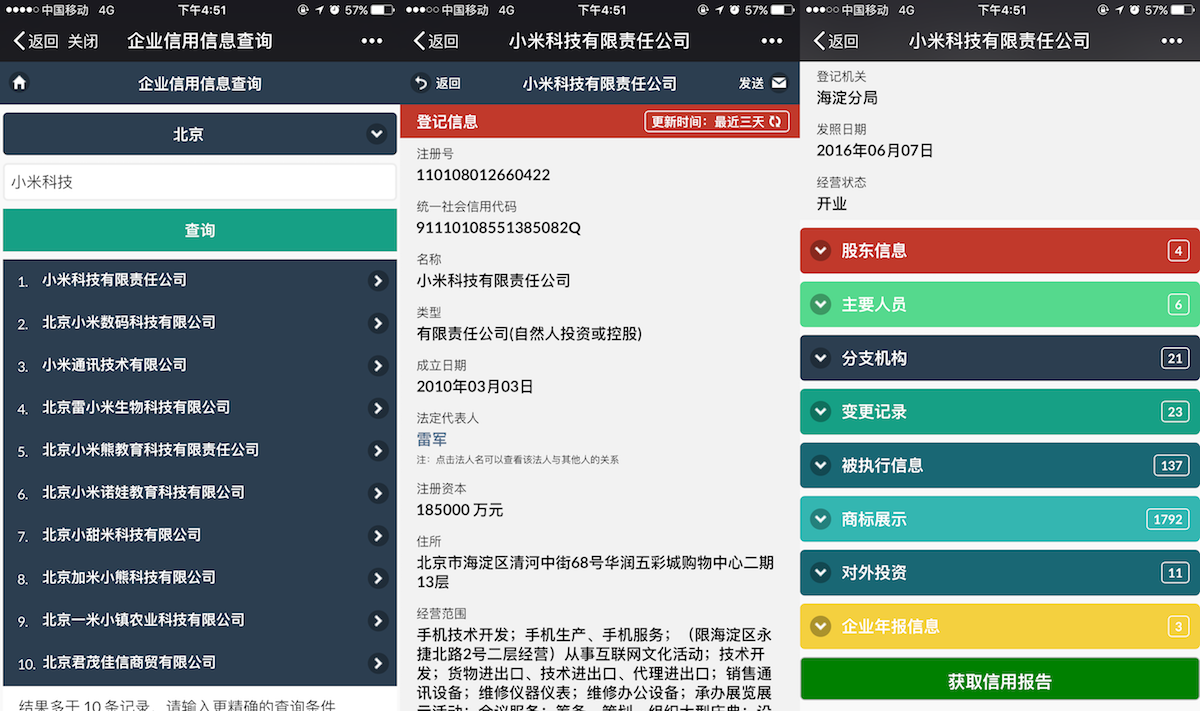 中国移动 4G 下午4:51 57%
返回 关闭 企业信用信息查询
企业信用信息查询
北京
小米科技
查询
1. 小米科技有限责任公司
2. 北京小米数码科技有限公司
3. 小米通讯技术有限公司
4. 北京雷小米生物科技有限公司
5. 北京小米熊教育科技有限责任公司
6. 北京小米诺娃教育科技有限公司
7. 北京小甜米科技有限公司
8. 北京加米小熊科技有限公司
9. 北京一米小镇农业科技有限公司
10. 北京君茂佳信商贸有限公司
结果多于 10 条记录，请输入更精确的查询条件
中国移动 4G 下午4:51 57%
返回 小米科技有限责任公司
返回 小米科技有限责任公司 发送
登记信息 更新时间：最近三天
注册号
110108012660422
统一社会信用代码
91110108551385082Q
名称
小米科技有限责任公司
类型
有限责任公司(自然人投资或控股)
成立日期
2010年03月03日
法定代表人
雷军
注：点击法人名可以查看该法人与其他人的关系
注册资本
185000 万元
住所
北京市海淀区清河中街68号华润五彩城购物中心二期
13层
经营范围
手机技术开发；手机生产、手机服务；（限海淀区永
捷北路2号二层经营）从事互联网文化活动；技术开
发；货物进出口、技术进出口、代理进出口；销售通
讯设备；维修仪器仪表；维修办公设备；承办展览展
示活动；会议服务；筹备、策划、组织大型庆典；设
中国移动 4G 下午4:51 57%
返回 小米科技有限责任公司
登记机关
海淀分局
发照日期
2016年06月07日
经营状态
开业
股东信息 4
主要人员 6
分支机构 21
变更记录 23
被执行信息 137
商标展示 1792
对外投资 11
企业年报信息 3
获取信用报告